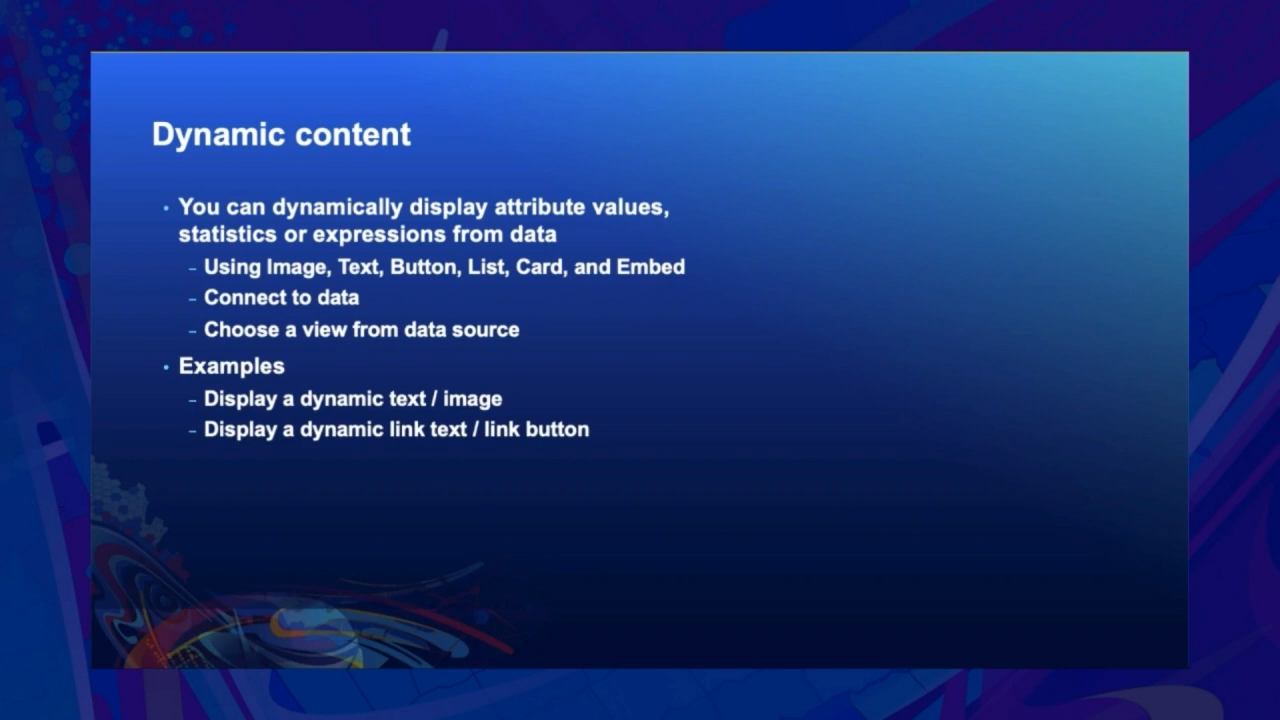 Dynamic content
• You can dynamically display attribute values,
statistics or expressions from data
– Using Image, Text, Button, List, Card, and Embed
– Connect to data
– Choose a view from data source
• Examples
– Display a dynamic text / image
– Display a dynamic link text / link button